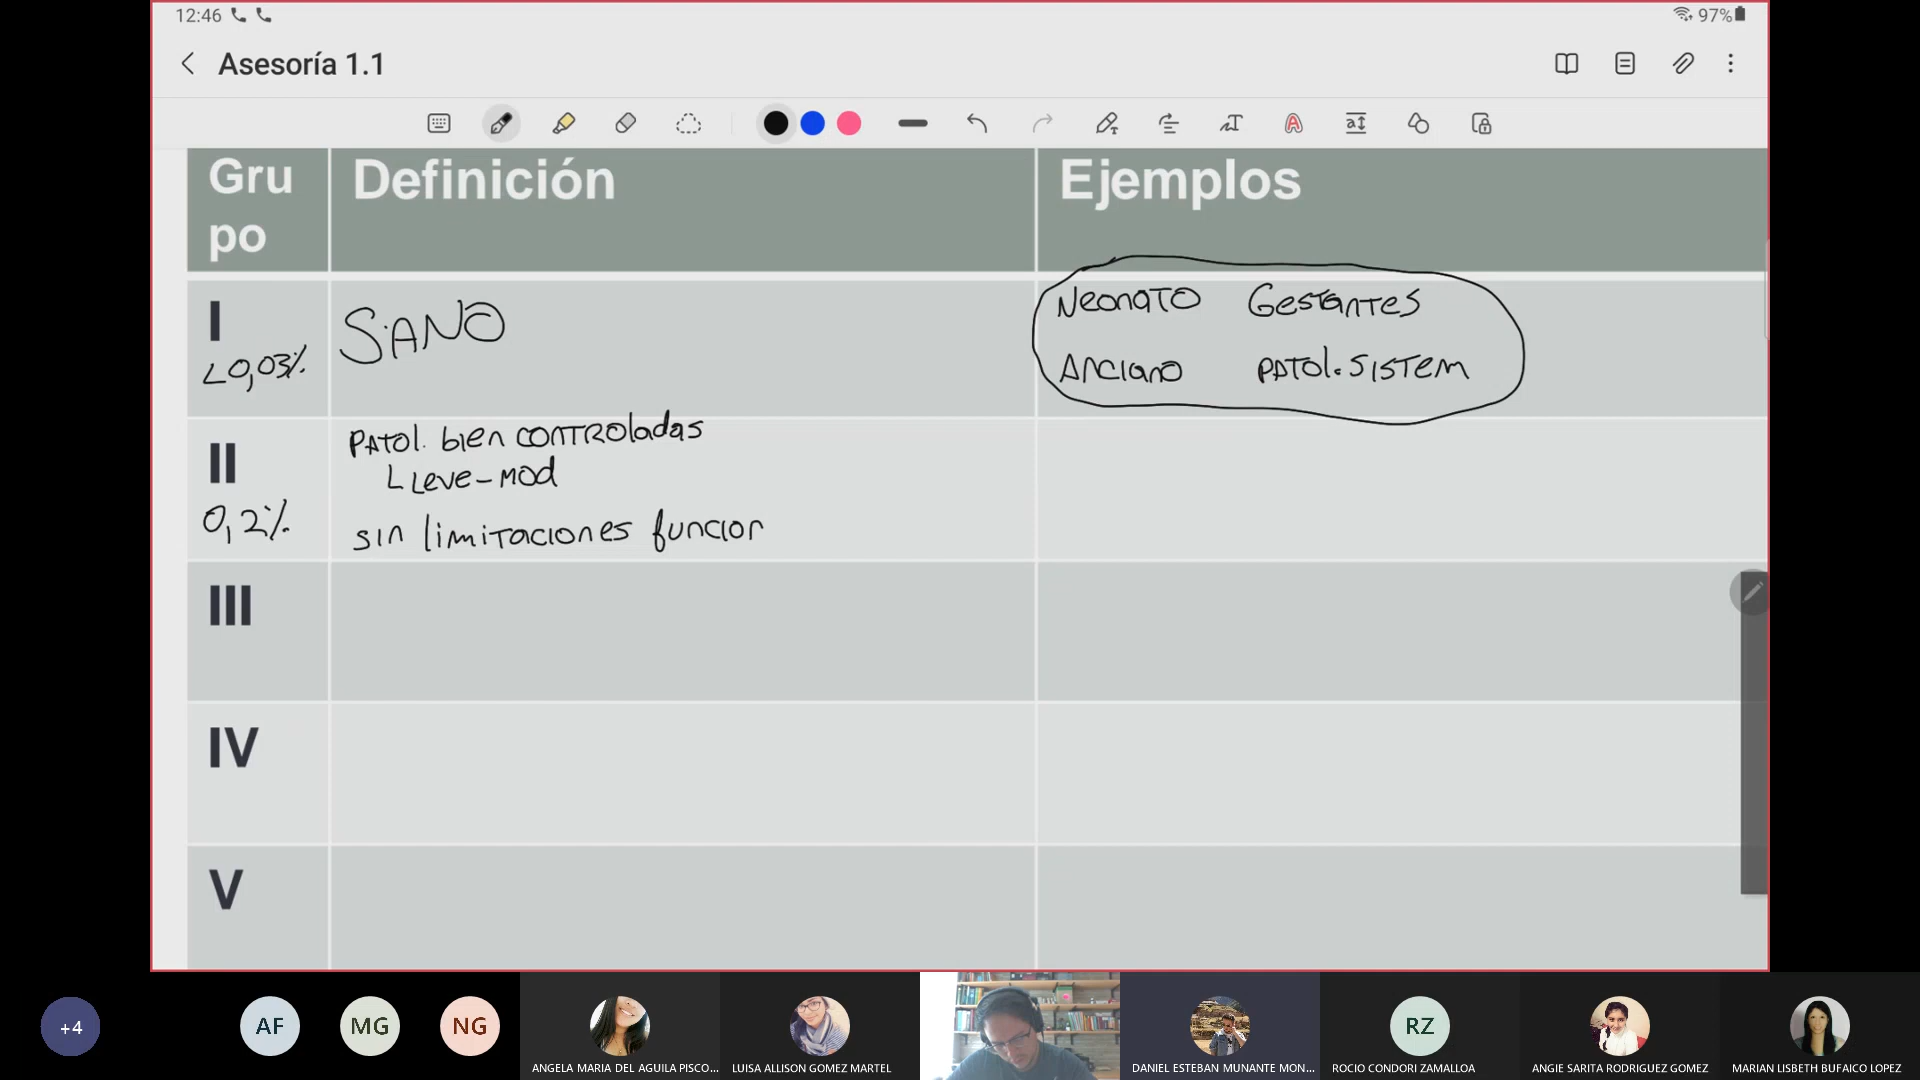 12:46
97%
Asesoría 1.1
Gru
po
Definición
Ejemplos
I
<0,03%
SANO
Neonato Gestantes
Anciano PATOl. SISTEM
II
0,2%
PATOl. bien CONTROLadas
Leve-MOD
sin limitaciones funcion
III
IV
V
+4
AF
MG
NG
ANGELA MARIA DEL AGUILA PISCO...
LUISA ALLISON GOMEZ MARTEL
DANIEL ESTEBAN MUNANTE MON...
RZ
ROCIO CONDORI ZAMALLOA
ANGIE SARITA RODRIGUEZ GOMEZ
MARIAN LISBETH BUFAICO LOPEZ